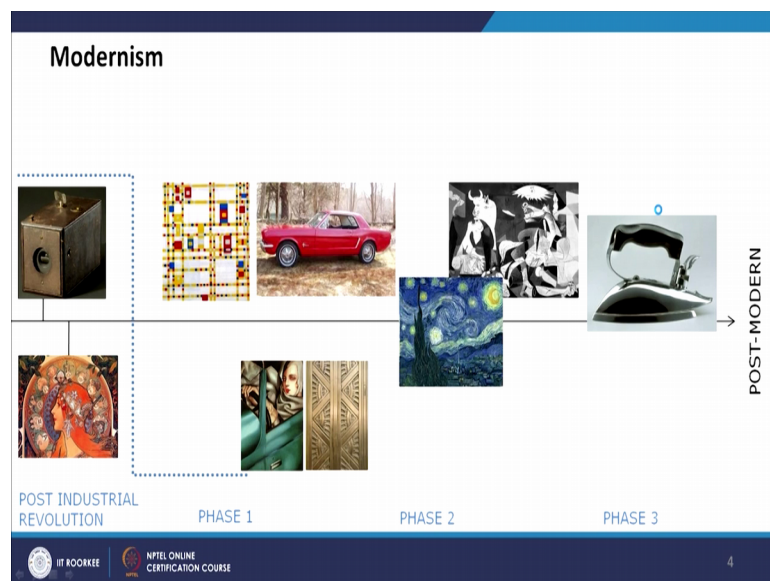 Modernism
POST-MODERN
POST INDUSTRIAL
REVOLUTION
PHASE 1
PHASE 2
PHASE 3
IIT ROORKEE
NPTEL ONLINE
CERTIFICATION COURSE
4